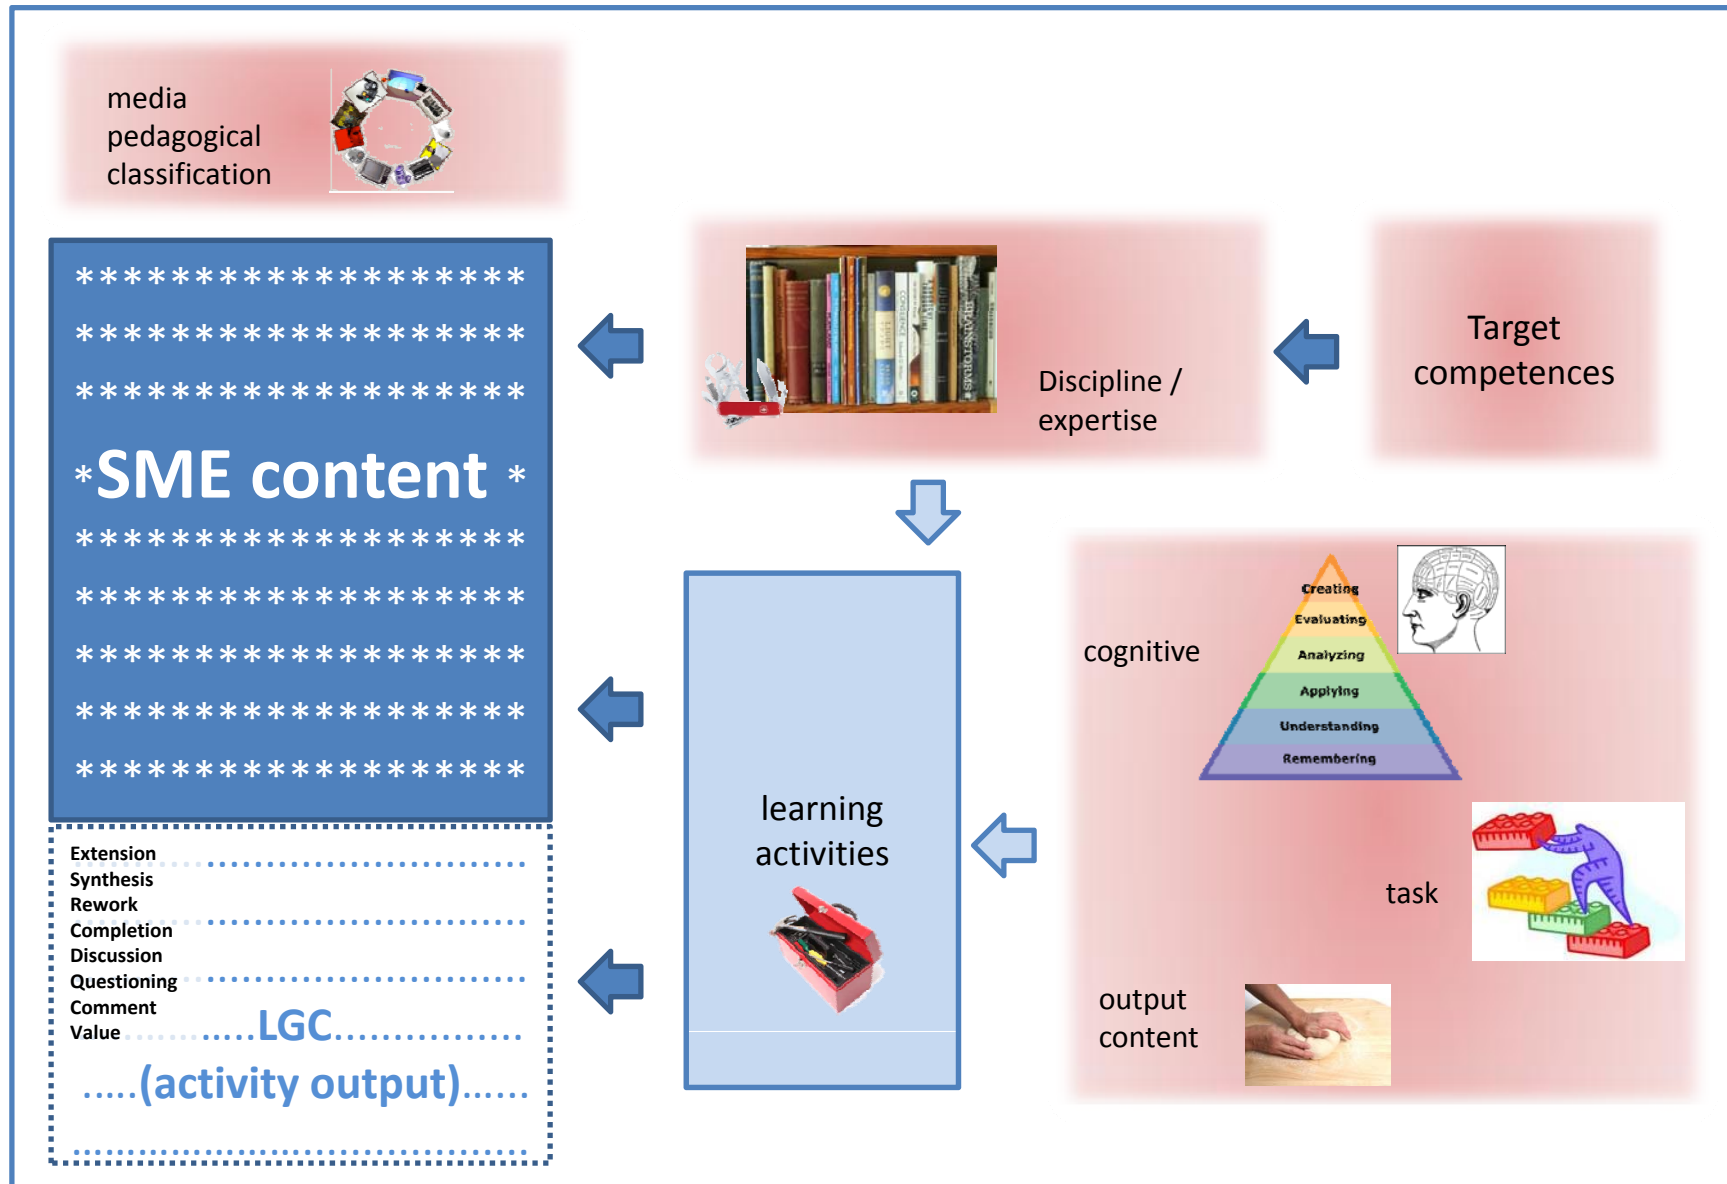 media
pedagogical
classification
*******************
*******************
*******************
*SME content *
*******************
*******************
*******************
*******************
*******************
Extension
Synthesis
Rework
Completion
Discussion
Questioning
Comment
Value
.....LGC................
.....(activity output)......
Discipline /
expertise
Target
competences
learning
activities
cognitive
Creating
Evaluating
Analyzing
Applying
Understanding
Remembering
task
output
content
BRAINSTORMS